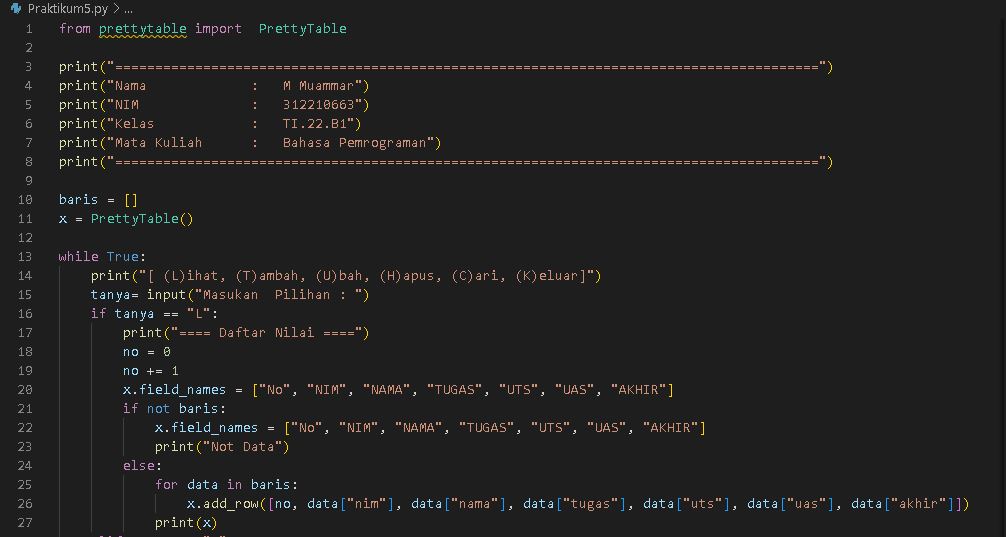 Praktikum5.py > ...
1 from prettytable import  PrettyTable
2
3 print("========================================================================================")
4 print("Nama             :   M Muammar")
5 print("NIM              :   312210663")
6 print("Kelas            :   TI.22.B1")
7 print("Mata Kuliah      :   Bahasa Pemrograman")
8 print("========================================================================================")
9
10 baris = []
11 x = PrettyTable()
12
13 while True:
14     print("[ (L)ihat, (T)ambah, (U)bah, (H)apus, (C)ari, (K)eluar]")
15     tanya= input("Masukan  Pilihan : ")
16     if tanya == "L":
17         print("==== Daftar Nilai ====")
18         no = 0
19         no += 1
20         x.field_names = ["No", "NIM", "NAMA", "TUGAS", "UTS", "UAS", "AKHIR"]
21         if not baris:
22             x.field_names = ["No", "NIM", "NAMA", "TUGAS", "UTS", "UAS", "AKHIR"]
23             print("Not Data")
24         else:
25             for data in baris:
26                 x.add_row([no, data["nim"], data["nama"], data["tugas"], data["uts"], data["uas"], data["akhir"]])
27             print(x)